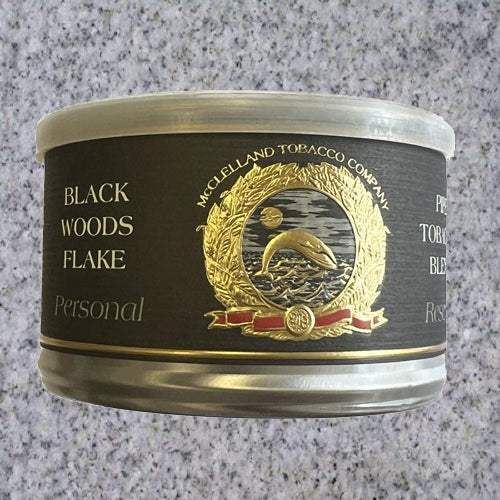 McCLELLAND TOBACCO COMPANY
BLACK
WOODS
FLAKE
Personal